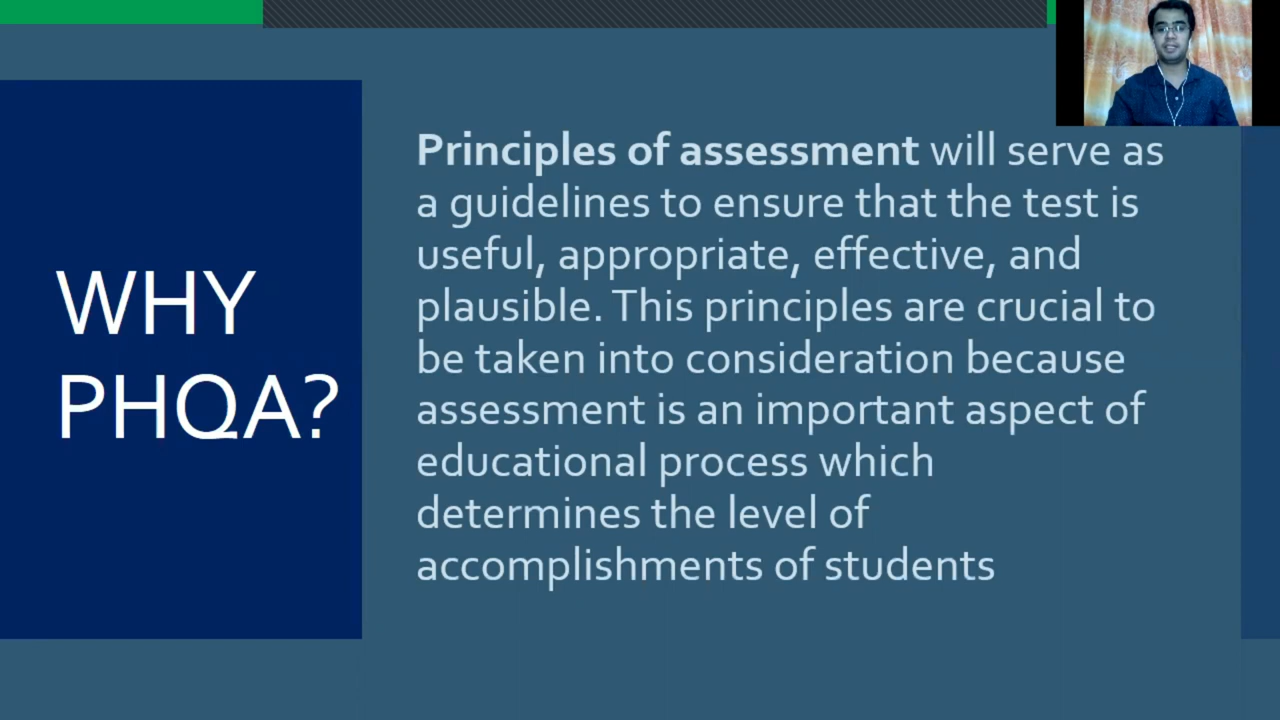 WHY
PHQA?
Principles of assessment will serve as
a guidelines to ensure that the test is
useful, appropriate, effective, and
plausible. This principles are crucial to
be taken into consideration because
assessment is an important aspect of
educational process which
determines the level of
accomplishments of students